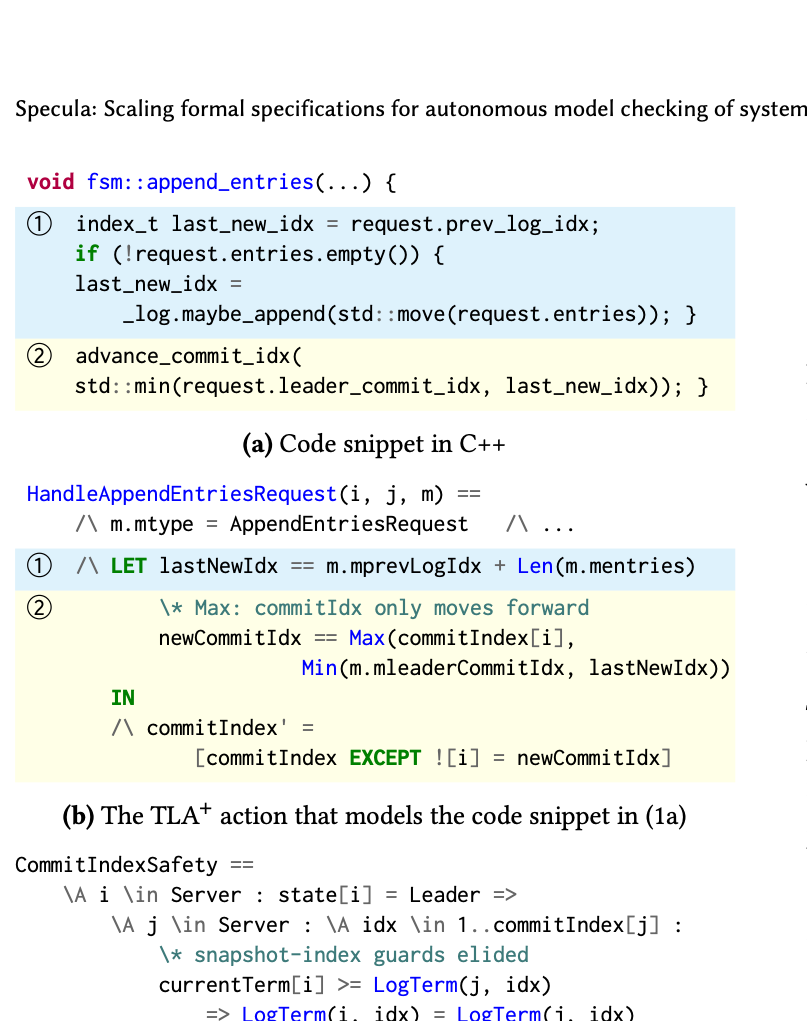 Specula: Scaling formal specifications for autonomous model checking of system
void fsm::append_entries(...) {
① index_t last_new_idx = request.prev_log_idx;
if (!request.entries.empty()) {
last_new_idx =
_log.maybe_append(std::move(request.entries)); }
② advance_commit_idx(
std::min(request.leader_commit_idx, last_new_idx)); }
(a) Code snippet in C++
HandleAppendEntriesRequest(i, j, m) ==
/\ m.mtype = AppendEntriesRequest /\ ...
① /\ LET lastNewIdx == m.mprevLogIdx + Len(m.mentries)
② \* Max: commitIdx only moves forward
newCommitIdx == Max(commitIndex[i],
Min(m.mleaderCommitIdx, lastNewIdx))
IN
/\ commitIndex' =
[commitIndex EXCEPT ![i] = newCommitIdx]
(b) The TLA+ action that models the code snippet in (1a)
CommitIndexSafety ==
\A i \in Server : state[i] = Leader =>
\A j \in Server : \A idx \in 1..commitIndex[j] :
\* snapshot-index guards elided
currentTerm[i] >= LogTerm(j, idx)
=> LogTerm(i, idx) = LogTerm(j, idx)